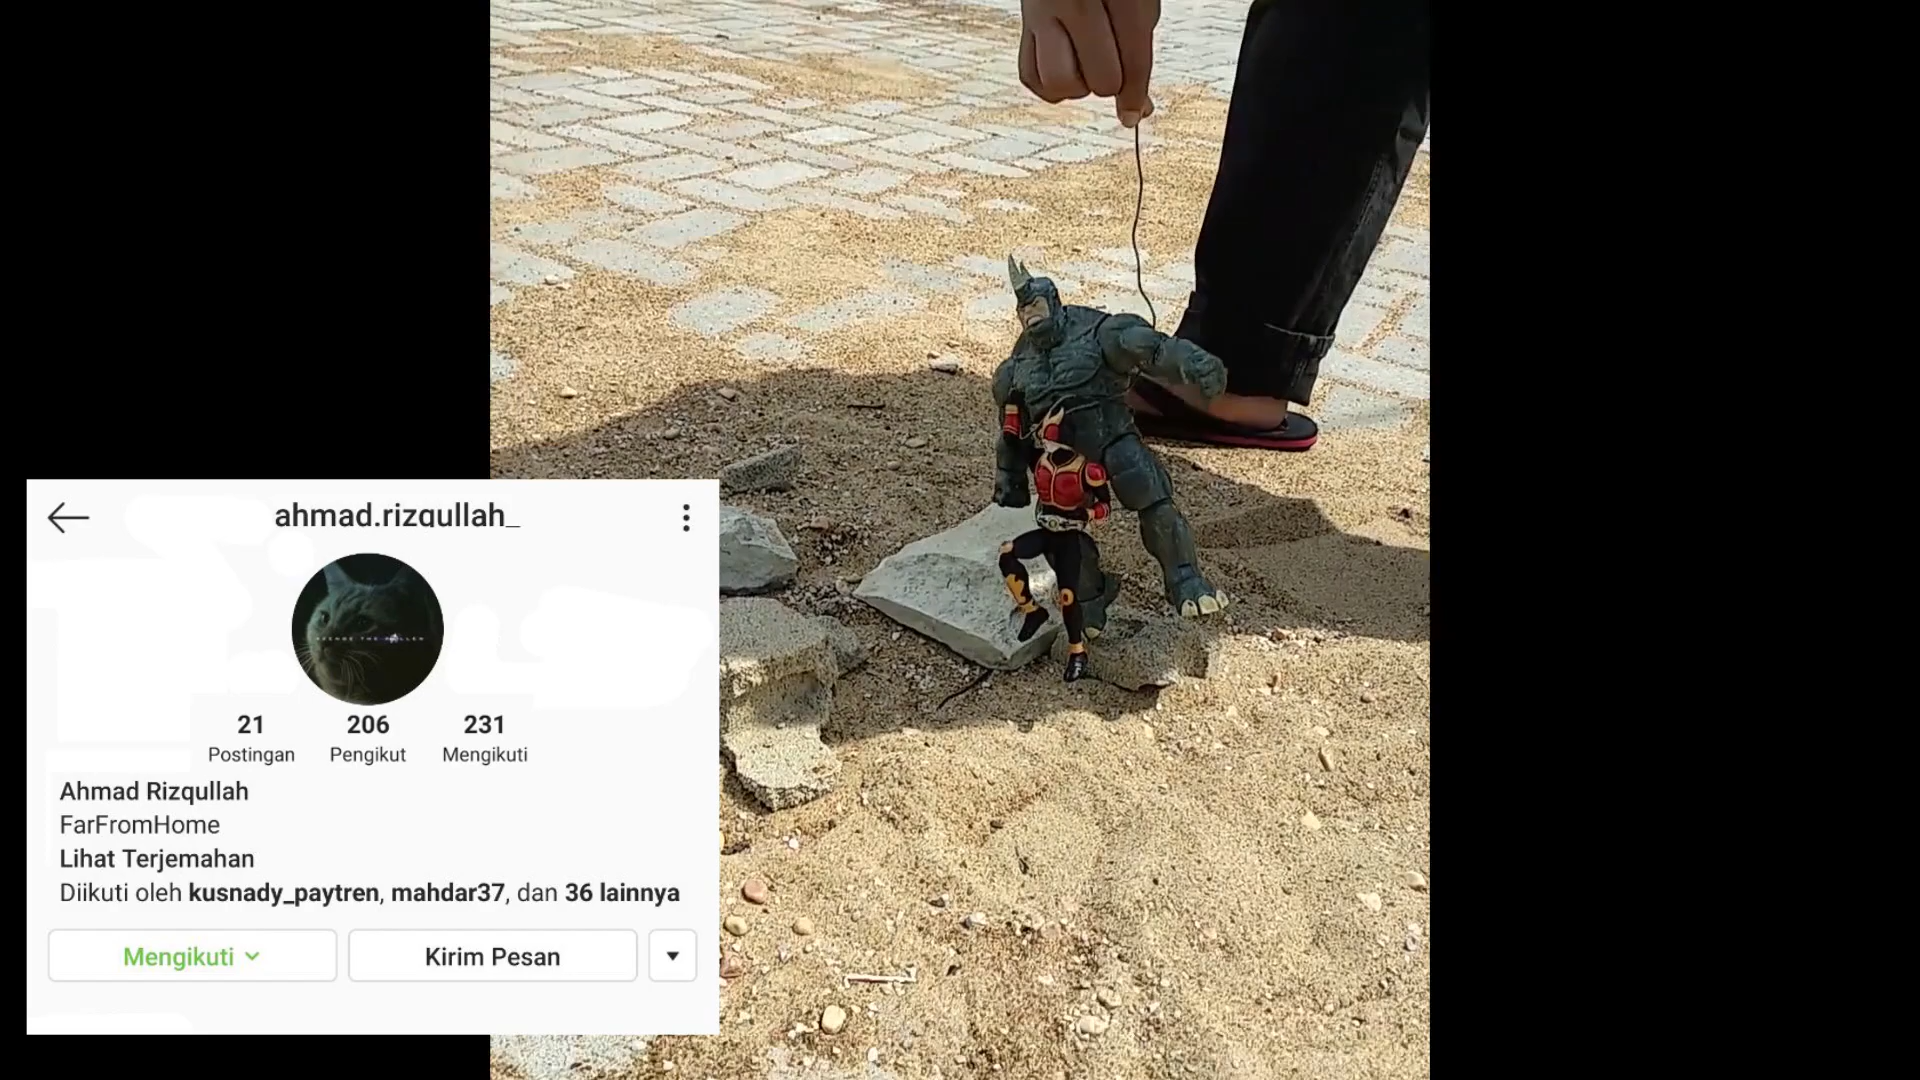 ahmad.rizqullah_
21 206 231
Postingan Pengikut Mengikuti
Ahmad Rizqullah
FarFromHome
Lihat Terjemahan
Diikuti oleh kusnady_paytren, mahdar37, dan 36 lainnya
Mengikuti
Kirim Pesan